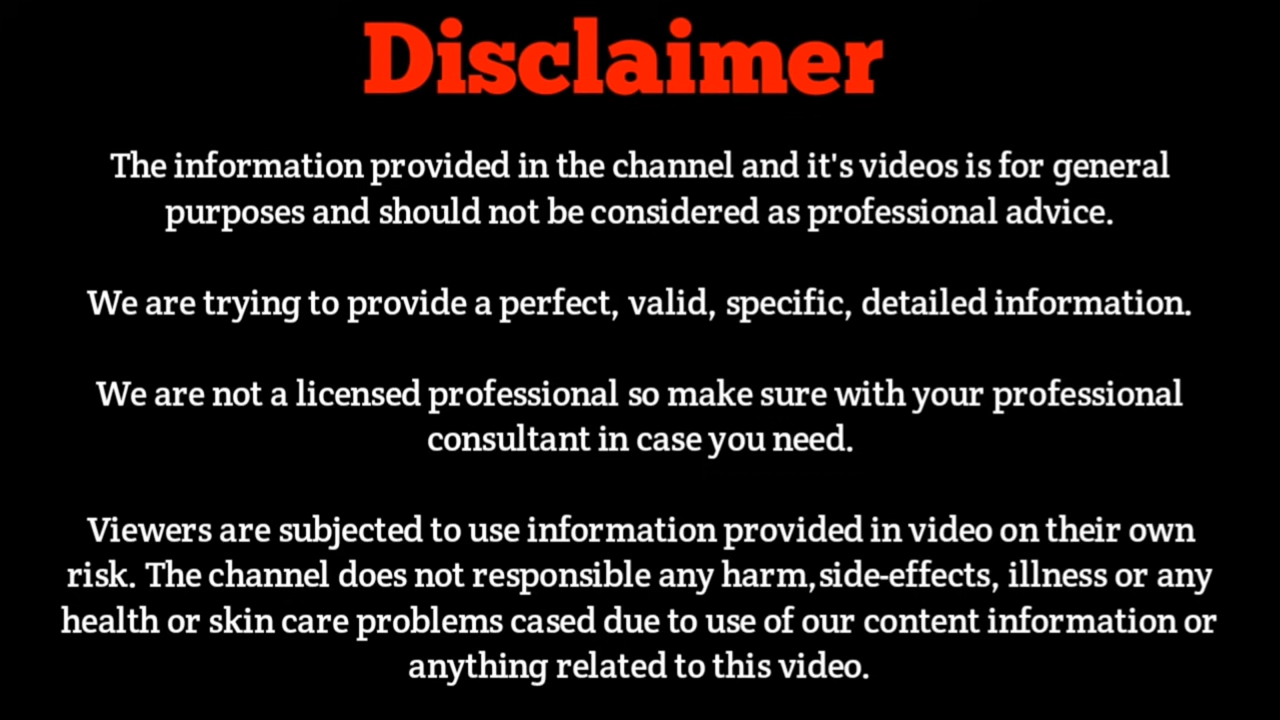 Disclaimer
The information provided in the channel and it's videos is for general
purposes and should not be considered as professional advice.
We are trying to provide a perfect, valid, specific, detailed information.
We are not a licensed professional so make sure with your professional
consultant in case you need.
Viewers are subjected to use information provided in video on their own
risk. The channel does not responsible any harm,side-effects, illness or any
health or skin care problems cased due to use of our content information or
anything related to this video.